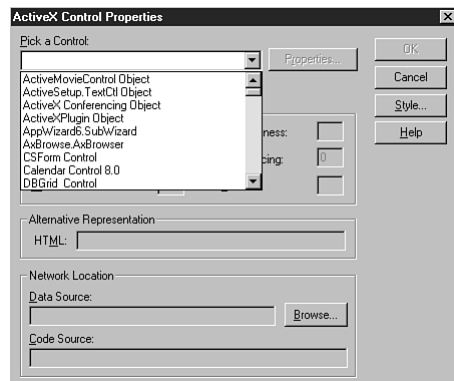 ActiveX Control Properties
Pick a Control:
Properties...
OK
Cancel
Style...
Help
ActiveMovieControl Object
ActiveSetup.TextCtl Object
ActiveX Conferencing Object
ActiveXPlugin Object
AppWizard6.SubWizard
AxBrowse.AxBrowser
CSForm Control
Calendar Control 8.0
DBGrid Control
ness:
cing:
0
Alternative Representation
HTML:
Network Location
Data Source:
Browse...
Code Source: